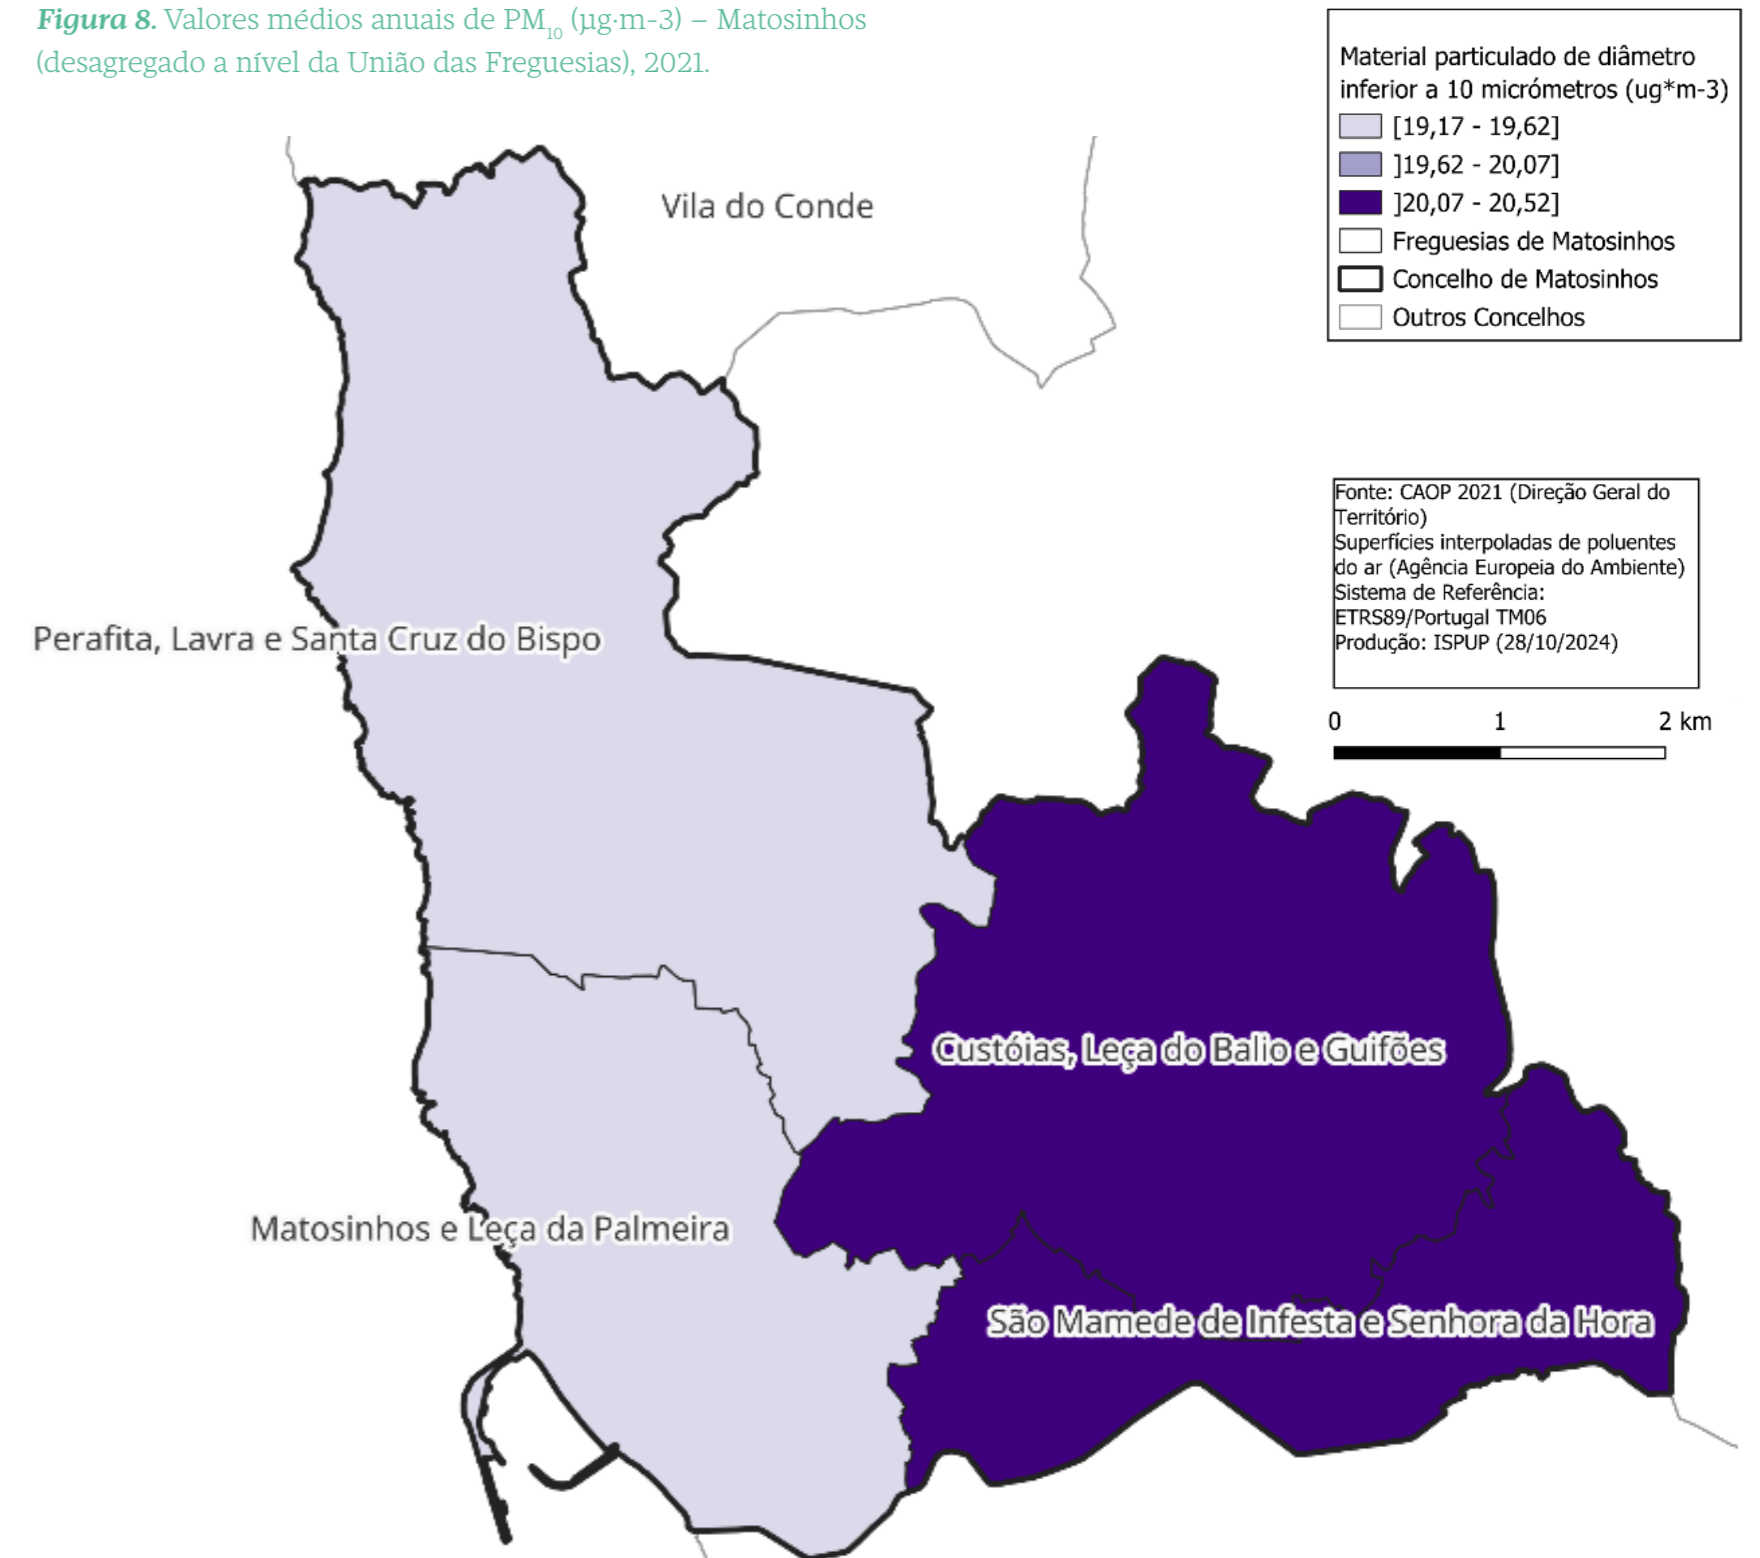 Figura 8. Valores médios anuais de PM10 (µg·m-3) – Matosinhos
(desagregado a nível da União das Freguesias), 2021.
Material particulado de diâmetro
inferior a 10 micrómetros (ug*m-3)
[19,17 - 19,62]
]19,62 - 20,07]
]20,07 - 20,52]
Freguesias de Matosinhos
Concelho de Matosinhos
Outros Concelhos
Vila do Conde
Fonte: CAOP 2021 (Direção Geral do
Território)
Superfícies interpoladas de poluentes
do ar (Agência Europeia do Ambiente)
Sistema de Referência:
ETRS89/Portugal TM06
Produção: ISPUP (28/10/2024)
0 1 2 km
Perafita, Lavra e Santa Cruz do Bispo
Custóias, Leça do Balio e Guifões
Matosinhos e Leça da Palmeira
São Mamede de Infesta e Senhora da Hora